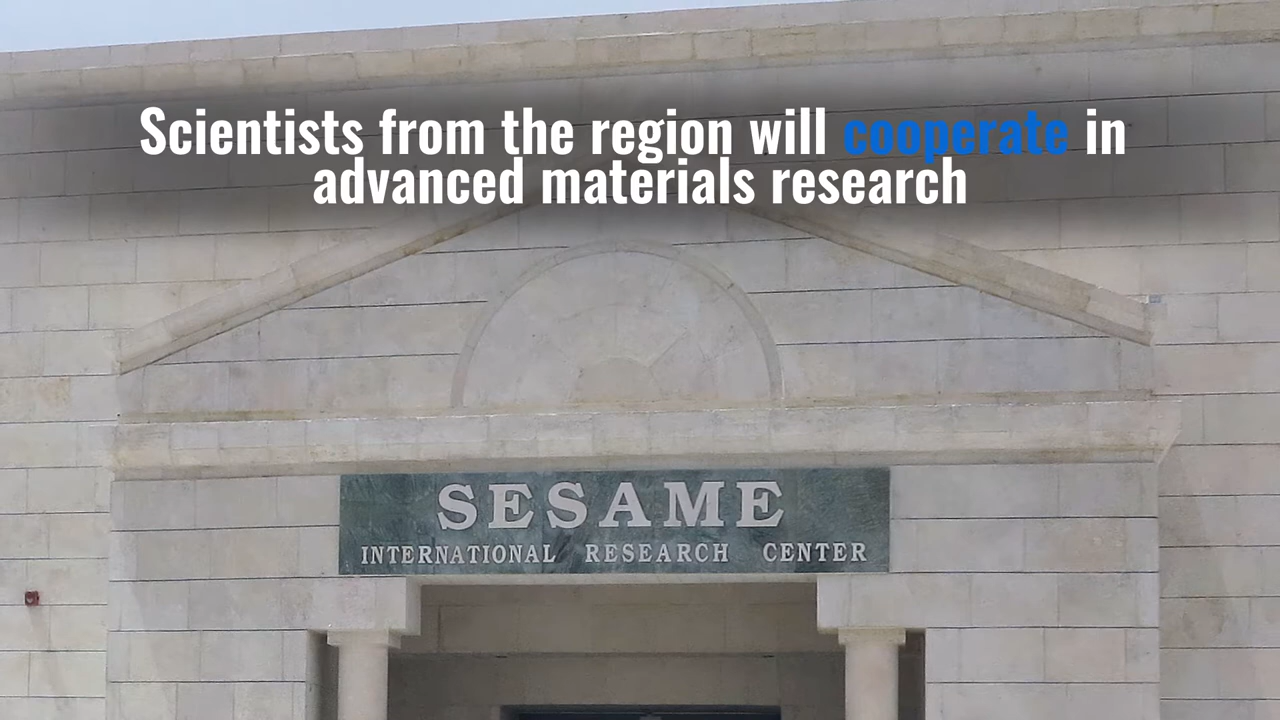 Scientists from the region will cooperate in
advanced materials research
SESAME
INTERNATIONAL RESEARCH CENTER